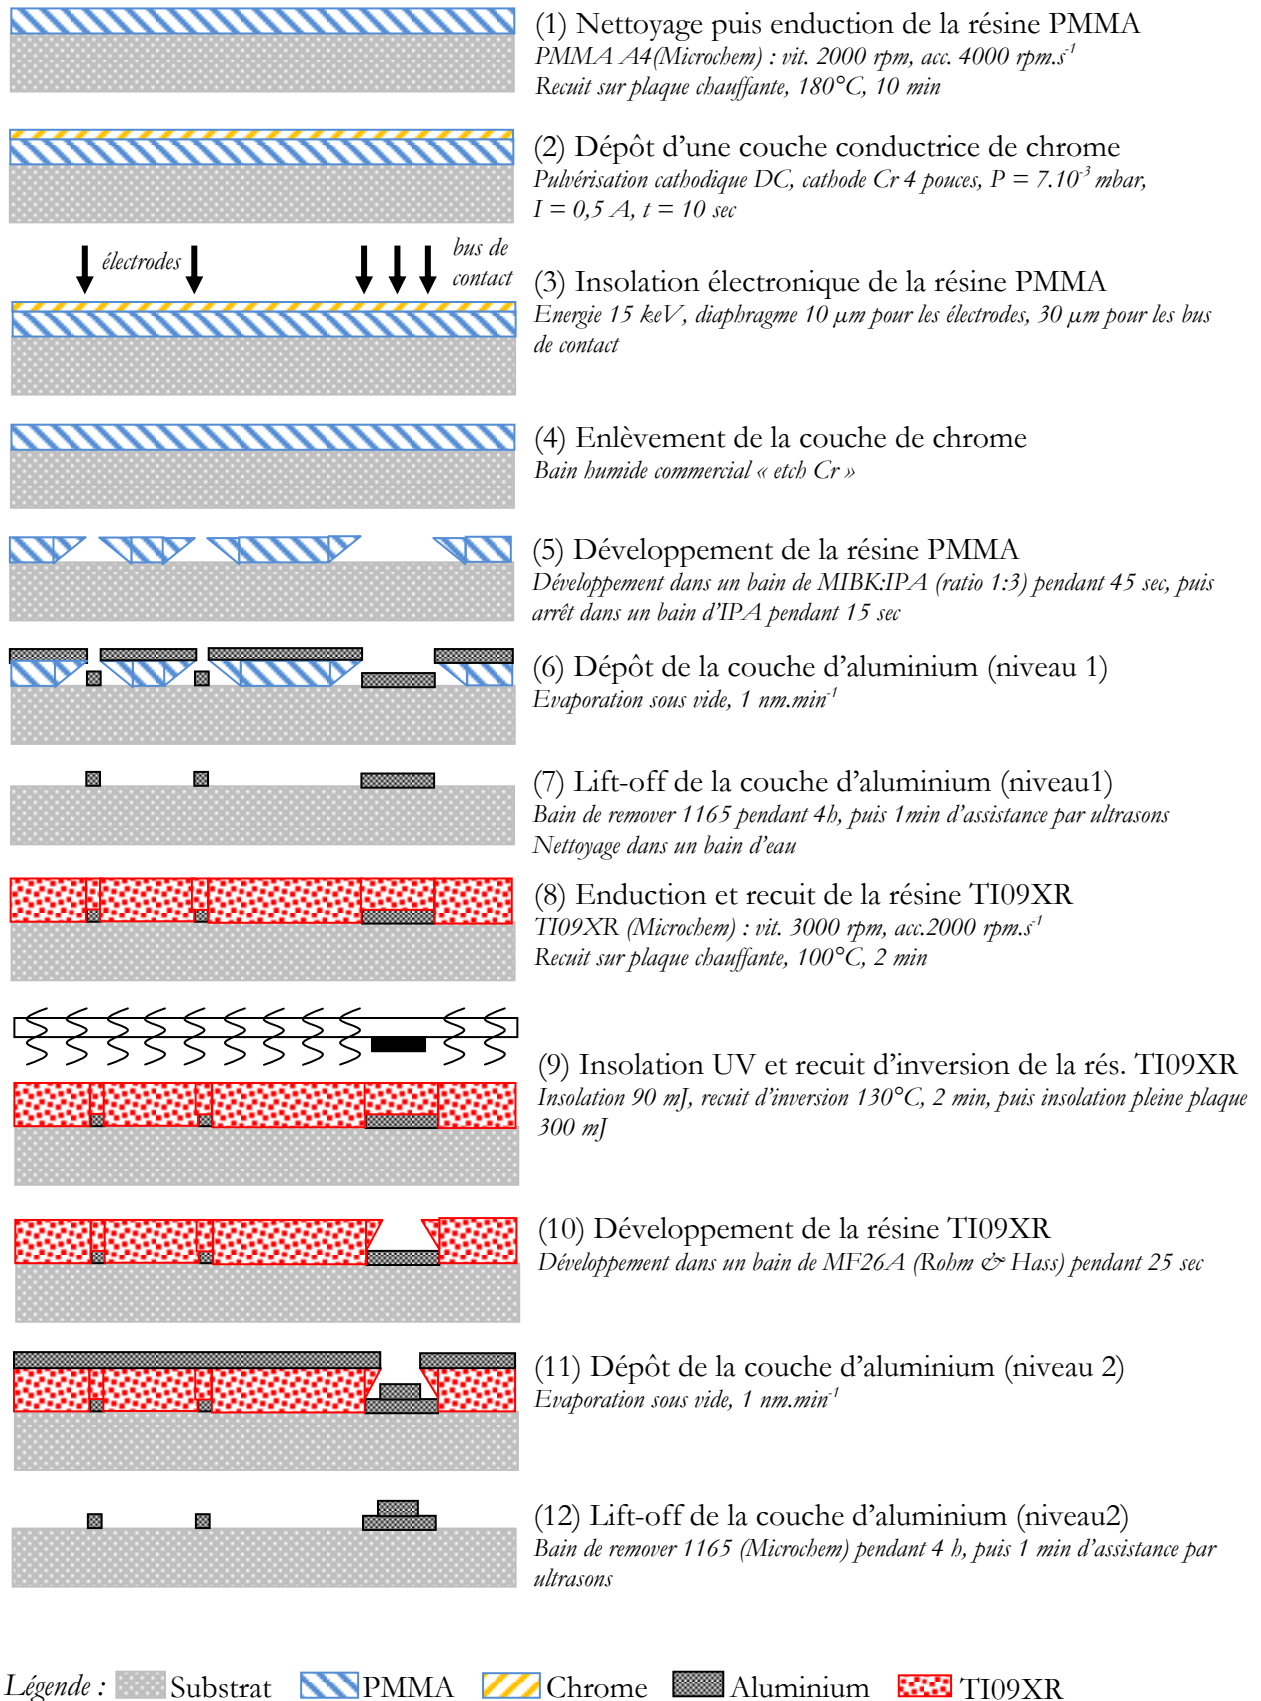 (1) Nettoyage puis enduction de la résine PMMA
PMMA A4(Microchem) : vit. 2000 rpm, acc. 4000 rpm.s-1
Recuit sur plaque chauffante, 180°C, 10 min
(2) Dépôt d'une couche conductrice de chrome
Pulvérisation cathodique DC, cathode Cr 4 pouces, P = 7.10-3 mbar,
I = 0,5 A, t = 10 sec
électrodes
bus de
contact
(3) Insolation électronique de la résine PMMA
Energie 15 keV, diaphragme 10 μm pour les électrodes, 30 μm pour les bus
de contact
(4) Enlèvement de la couche de chrome
Bain humide commercial « etch Cr »
(5) Développement de la résine PMMA
Développement dans un bain de MIBK:IPA (ratio 1:3) pendant 45 sec, puis
arrêt dans un bain d'IPA pendant 15 sec
(6) Dépôt de la couche d'aluminium (niveau 1)
Evaporation sous vide, 1 nm.min-1
(7) Lift-off de la couche d'aluminium (niveau1)
Bain de remover 1165 pendant 4h, puis 1min d'assistance par ultrasons
Nettoyage dans un bain d'eau
(8) Enduction et recuit de la résine TI09XR
TI09XR (Microchem) : vit. 3000 rpm, acc.2000 rpm.s-1
Recuit sur plaque chauffante, 100°C, 2 min
(9) Insolation UV et recuit d'inversion de la rés. TI09XR
Insolation 90 mJ, recuit d'inversion 130°C, 2 min, puis insolation pleine plaque
300 mJ
(10) Développement de la résine TI09XR
Développement dans un bain de MF26A (Rohm & Hass) pendant 25 sec
(11) Dépôt de la couche d'aluminium (niveau 2)
Evaporation sous vide, 1 nm.min-1
(12) Lift-off de la couche d'aluminium (niveau2)
Bain de remover 1165 (Microchem) pendant 4 h, puis 1 min d'assistance par
ultrasons
Légende : Substrat PMMA Chrome Aluminium TI09XR